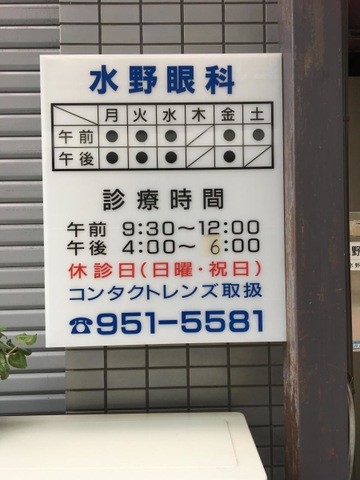 水野眼科
月火水木金土
午前●●●／●●
午後●●●／●／
診療時間
午前 9:30〜12:00
午後 4:00〜 6:00
休診日(日曜・祝日)
コンタクトレンズ取扱
☎951-5581
野